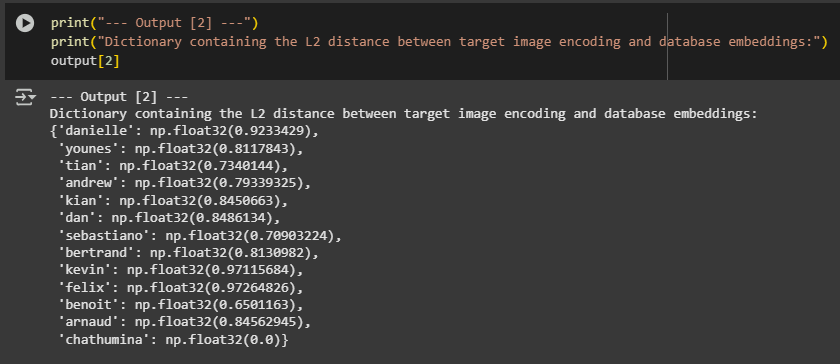 print("--- Output [2] ---")
print("Dictionary containing the L2 distance between target image encoding and database embeddings:")
output[2]
--- Output [2] ---
Dictionary containing the L2 distance between target image encoding and database embeddings:
{'danielle': np.float32(0.9233429),
 'younes': np.float32(0.8117843),
 'tian': np.float32(0.7340144),
 'andrew': np.float32(0.79339325),
 'kian': np.float32(0.8450663),
 'dan': np.float32(0.8486134),
 'sebastiano': np.float32(0.70903224),
 'bertrand': np.float32(0.8130982),
 'kevin': np.float32(0.97115684),
 'felix': np.float32(0.97264826),
 'benoit': np.float32(0.6501163),
 'arnaud': np.float32(0.84562945),
 'chathumina': np.float32(0.0)}